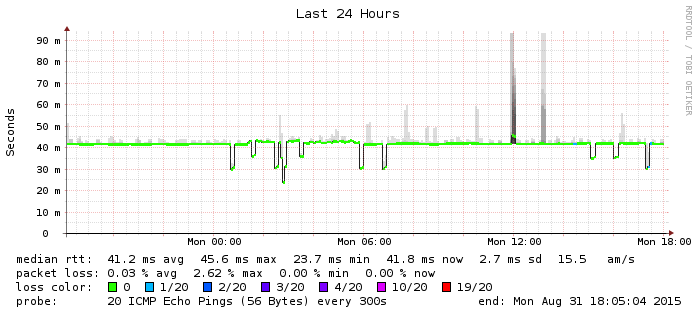 Last 24 Hours
RRDTOOL / TOBI OETIKER
Seconds
90 m
80 m
70 m
60 m
50 m
40 m
30 m
20 m
10 m
0
Mon 00:00 Mon 06:00 Mon 12:00 Mon 18:00
median rtt: 41.2 ms avg 45.6 ms max 23.7 ms min 41.8 ms now 2.7 ms sd 15.5 am/s
packet loss: 0.03 % avg 2.62 % max 0.00 % min 0.00 % now
loss color: 0 1/20 2/20 3/20 4/20 10/20 19/20
probe: 20 ICMP Echo Pings (56 Bytes) every 300s end: Mon Aug 31 18:05:04 2015